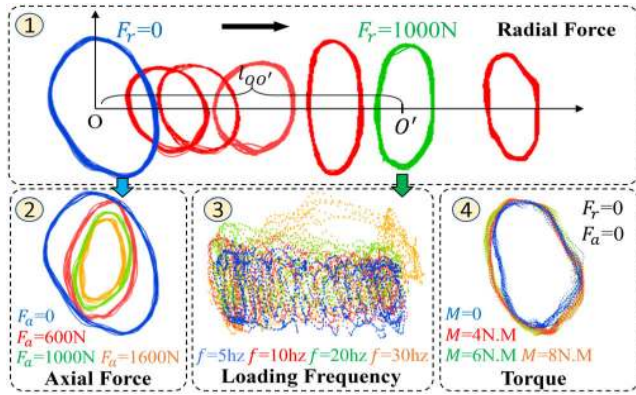 1
F_r=0
F_r=1000N
Radial Force
l_OO'
O
O'
2
F_a=0
F_a=600N
F_a=1000N F_a=1600N
Axial Force
3
f=5hz f=10hz f=20hz f=30hz
Loading Frequency
4
F_r=0
F_a=0
M=0
M=4N.M
M=6N.M M=8N.M
Torque